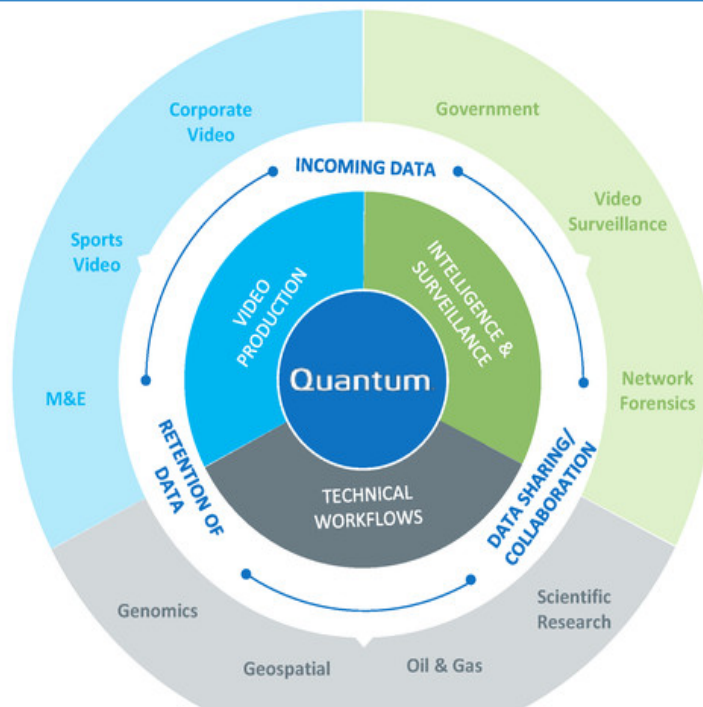 Corporate
Video
Government
INCOMING DATA
Video
Surveillance
Sports
Video
VIDEO
PRODUCTION
INTELLIGENCE &
SURVEILLANCE
Quantum
M&E
Network
Forensics
RETENTION OF
DATA
TECHNICAL
WORKFLOWS
DATA SHARING/
COLLABORATION
Genomics
Geospatial
Oil & Gas
Scientific
Research